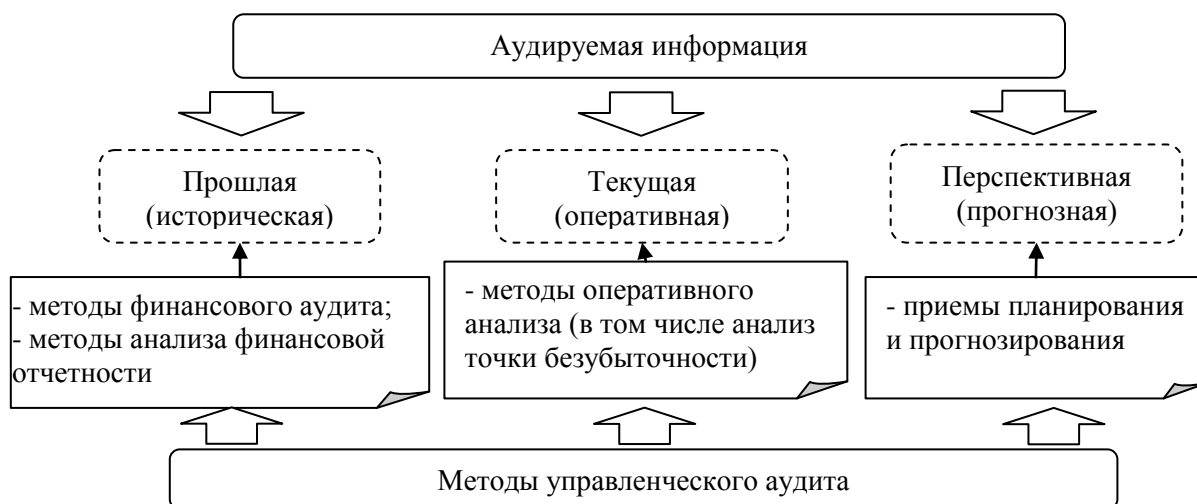 Аудируемая информация
Прошлая
(историческая)
Текущая
(оперативная)
Перспективная
(прогнозная)
- методы финансового аудита;
- методы анализа финансовой
отчетности
- методы оперативного
анализа (в том числе анализ
точки безубыточности)
- приемы планирования
и прогнозирования
Методы управленческого аудита